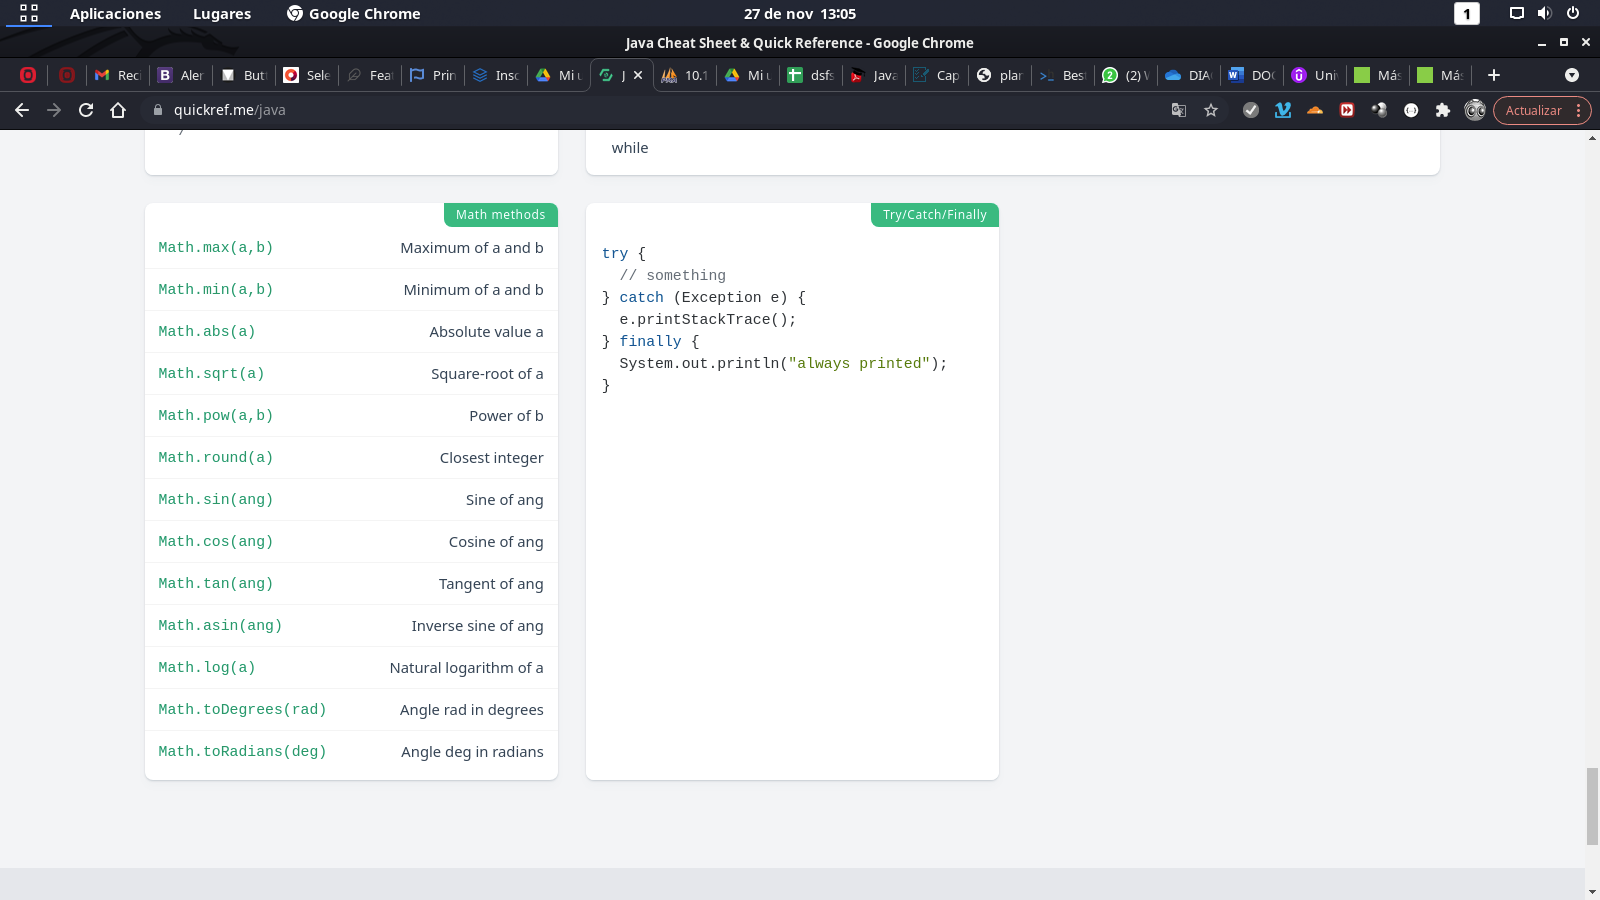 Aplicaciones Lugares Google Chrome 27 de nov 13:05 1
Java Cheat Sheet & Quick Reference - Google Chrome
Reci Aler Butt Sele Feat Prin Insc Mi u J 10.1 Mi u dsfs Java Cap plan Best (2) W DIA DOC Univ Más Más
quickref.me/java Actualizar
}
while
Math methods
Math.max(a,b) Maximum of a and b
Math.min(a,b) Minimum of a and b
Math.abs(a) Absolute value a
Math.sqrt(a) Square-root of a
Math.pow(a,b) Power of b
Math.round(a) Closest integer
Math.sin(ang) Sine of ang
Math.cos(ang) Cosine of ang
Math.tan(ang) Tangent of ang
Math.asin(ang) Inverse sine of ang
Math.log(a) Natural logarithm of a
Math.toDegrees(rad) Angle rad in degrees
Math.toRadians(deg) Angle deg in radians
Try/Catch/Finally
try {
// something
} catch (Exception e) {
e.printStackTrace();
} finally {
System.out.println("always printed");
}